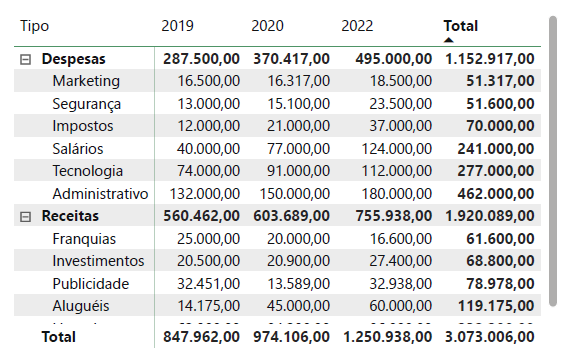 Tipo 2019 2020 2022 Total
Despesas 287.500,00 370.417,00 495.000,00 1.152.917,00
Marketing 16.500,00 16.317,00 18.500,00 51.317,00
Segurança 13.000,00 15.100,00 23.500,00 51.600,00
Impostos 12.000,00 21.000,00 37.000,00 70.000,00
Salários 40.000,00 77.000,00 124.000,00 241.000,00
Tecnologia 74.000,00 91.000,00 112.000,00 277.000,00
Administrativo 132.000,00 150.000,00 180.000,00 462.000,00
Receitas 560.462,00 603.689,00 755.938,00 1.920.089,00
Franquias 25.000,00 20.000,00 16.600,00 61.600,00
Investimentos 20.500,00 20.900,00 27.400,00 68.800,00
Publicidade 32.451,00 13.589,00 32.938,00 78.978,00
Aluguéis 14.175,00 45.000,00 60.000,00 119.175,00
Total 847.962,00 974.106,00 1.250.938,00 3.073.006,00